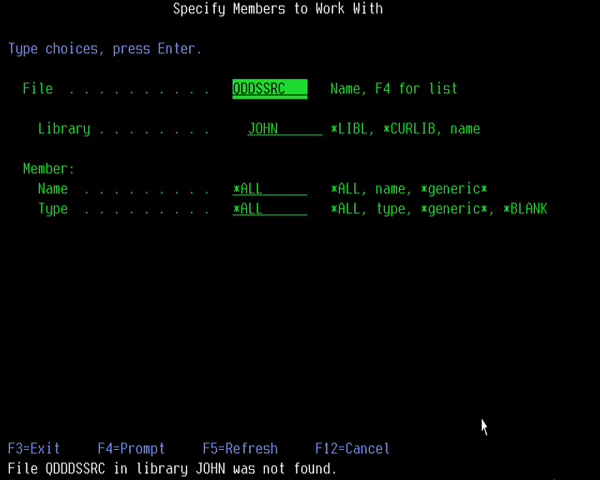 Specify Members to Work With
Type choices, press Enter.
File . . . . . . . . . . QDDSSRC Name, F4 for list
Library . . . . . . . . JOHN *LIBL, *CURLIB, name
Member:
Name . . . . . . . . . *ALL *ALL, name, *generic*
Type . . . . . . . . . *ALL *ALL, type, *generic*, *BLANK
F3=Exit F4=Prompt F5=Refresh F12=Cancel
File QDDDSSRC in library JOHN was not found.